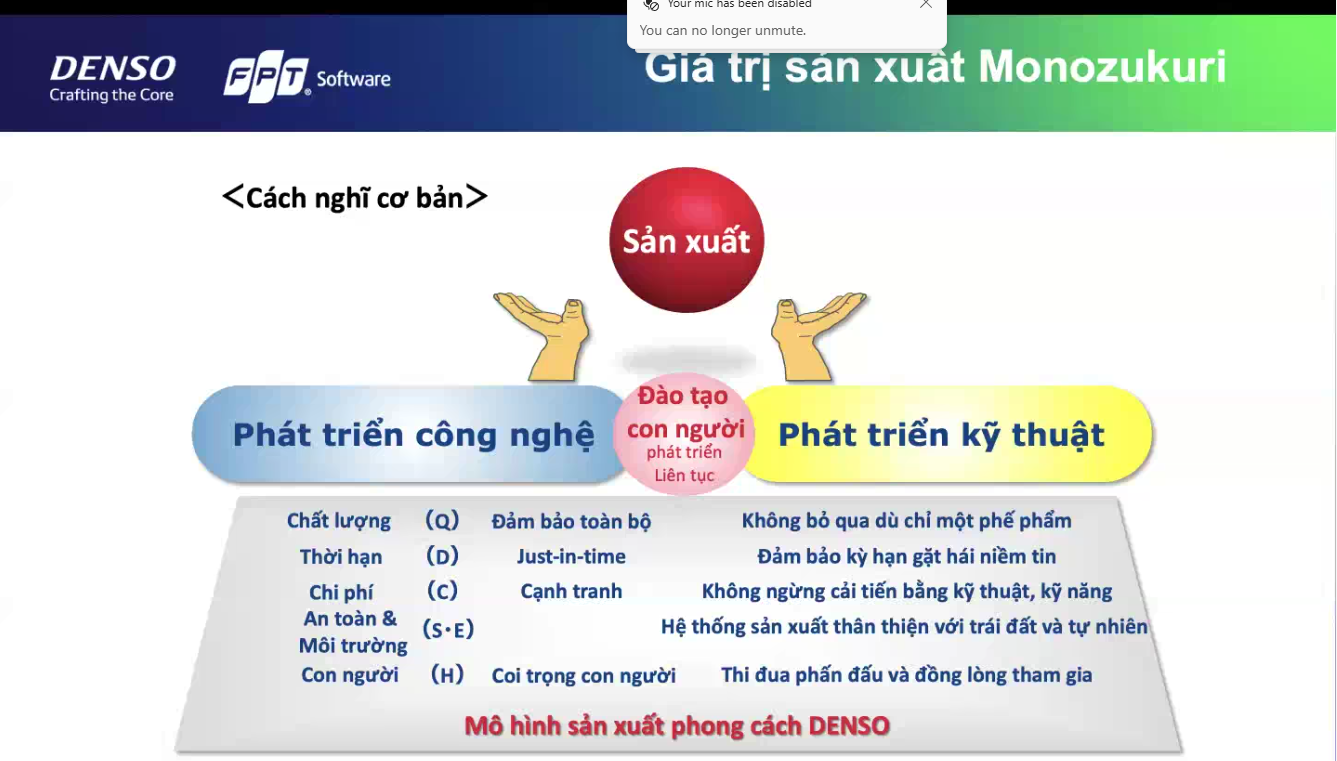 Your mic has been disabled
You can no longer unmute.
DENSO
Crafting the Core
FPT Software
Giá trị sản xuất Monozukuri
<Cách nghĩ cơ bản>
Sản xuất
Phát triển công nghệ
Đào tạo
con người
phát triển
Liên tục
Phát triển kỹ thuật
Chất lượng (Q) Đảm bảo toàn bộ Không bỏ qua dù chỉ một phế phẩm
Thời hạn (D) Just-in-time Đảm bảo kỳ hạn gặt hái niềm tin
Chi phí (C) Cạnh tranh Không ngừng cải tiến bằng kỹ thuật, kỹ năng
An toàn &
Môi trường (S・E) Hệ thống sản xuất thân thiện với trái đất và tự nhiên
Con người (H) Coi trọng con người Thi đua phấn đấu và đồng lòng tham gia
Mô hình sản xuất phong cách DENSO